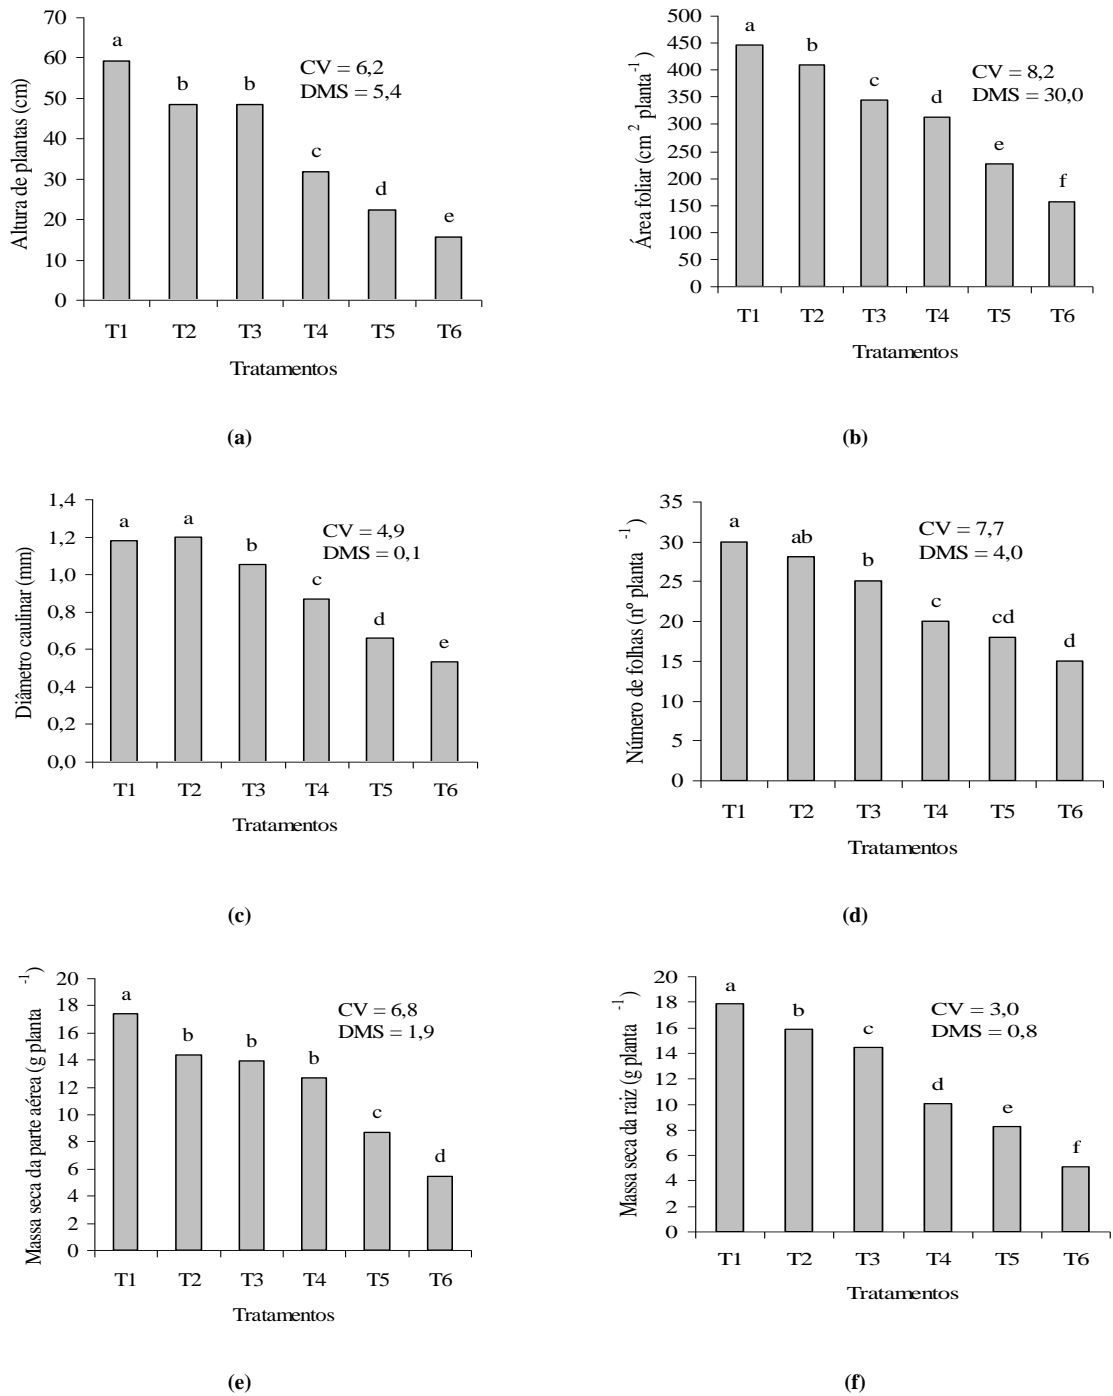 70
60
50
40
30
20
10
0
Altura de plantas (cm)
a
b
b
c
d
e
CV = 6,2
DMS = 5,4
T1 T2 T3 T4 T5 T6
Tratamentos
(a)
500
450
400
350
300
250
200
150
100
50
0
Área foliar (cm 2 planta-1)
a
b
c
d
e
f
CV = 8,2
DMS = 30,0
T1 T2 T3 T4 T5 T6
Tratamentos
(b)
1,4
1,2
1,0
0,8
0,6
0,4
0,2
0,0
Diâmetro caulinar (mm)
a
a
b
c
d
e
CV = 4,9
DMS = 0,1
T1 T2 T3 T4 T5 T6
Tratamentos
(c)
35
30
25
20
15
10
5
0
Número de folhas (nº planta -1)
a
ab
b
c
cd
d
CV = 7,7
DMS = 4,0
T1 T2 T3 T4 T5 T6
Tratamentos
(d)
20
18
16
14
12
10
8
6
4
2
0
Massa seca da parte aérea (g planta -1)
a
b
b
b
c
d
CV = 6,8
DMS = 1,9
T1 T2 T3 T4 T5 T6
Tratamentos
(e)
20
18
16
14
12
10
8
6
4
2
0
Massa seca da raiz (g planta -1)
a
b
c
d
e
f
CV = 3,0
DMS = 0,8
T1 T2 T3 T4 T5 T6
Tratamentos
(f)